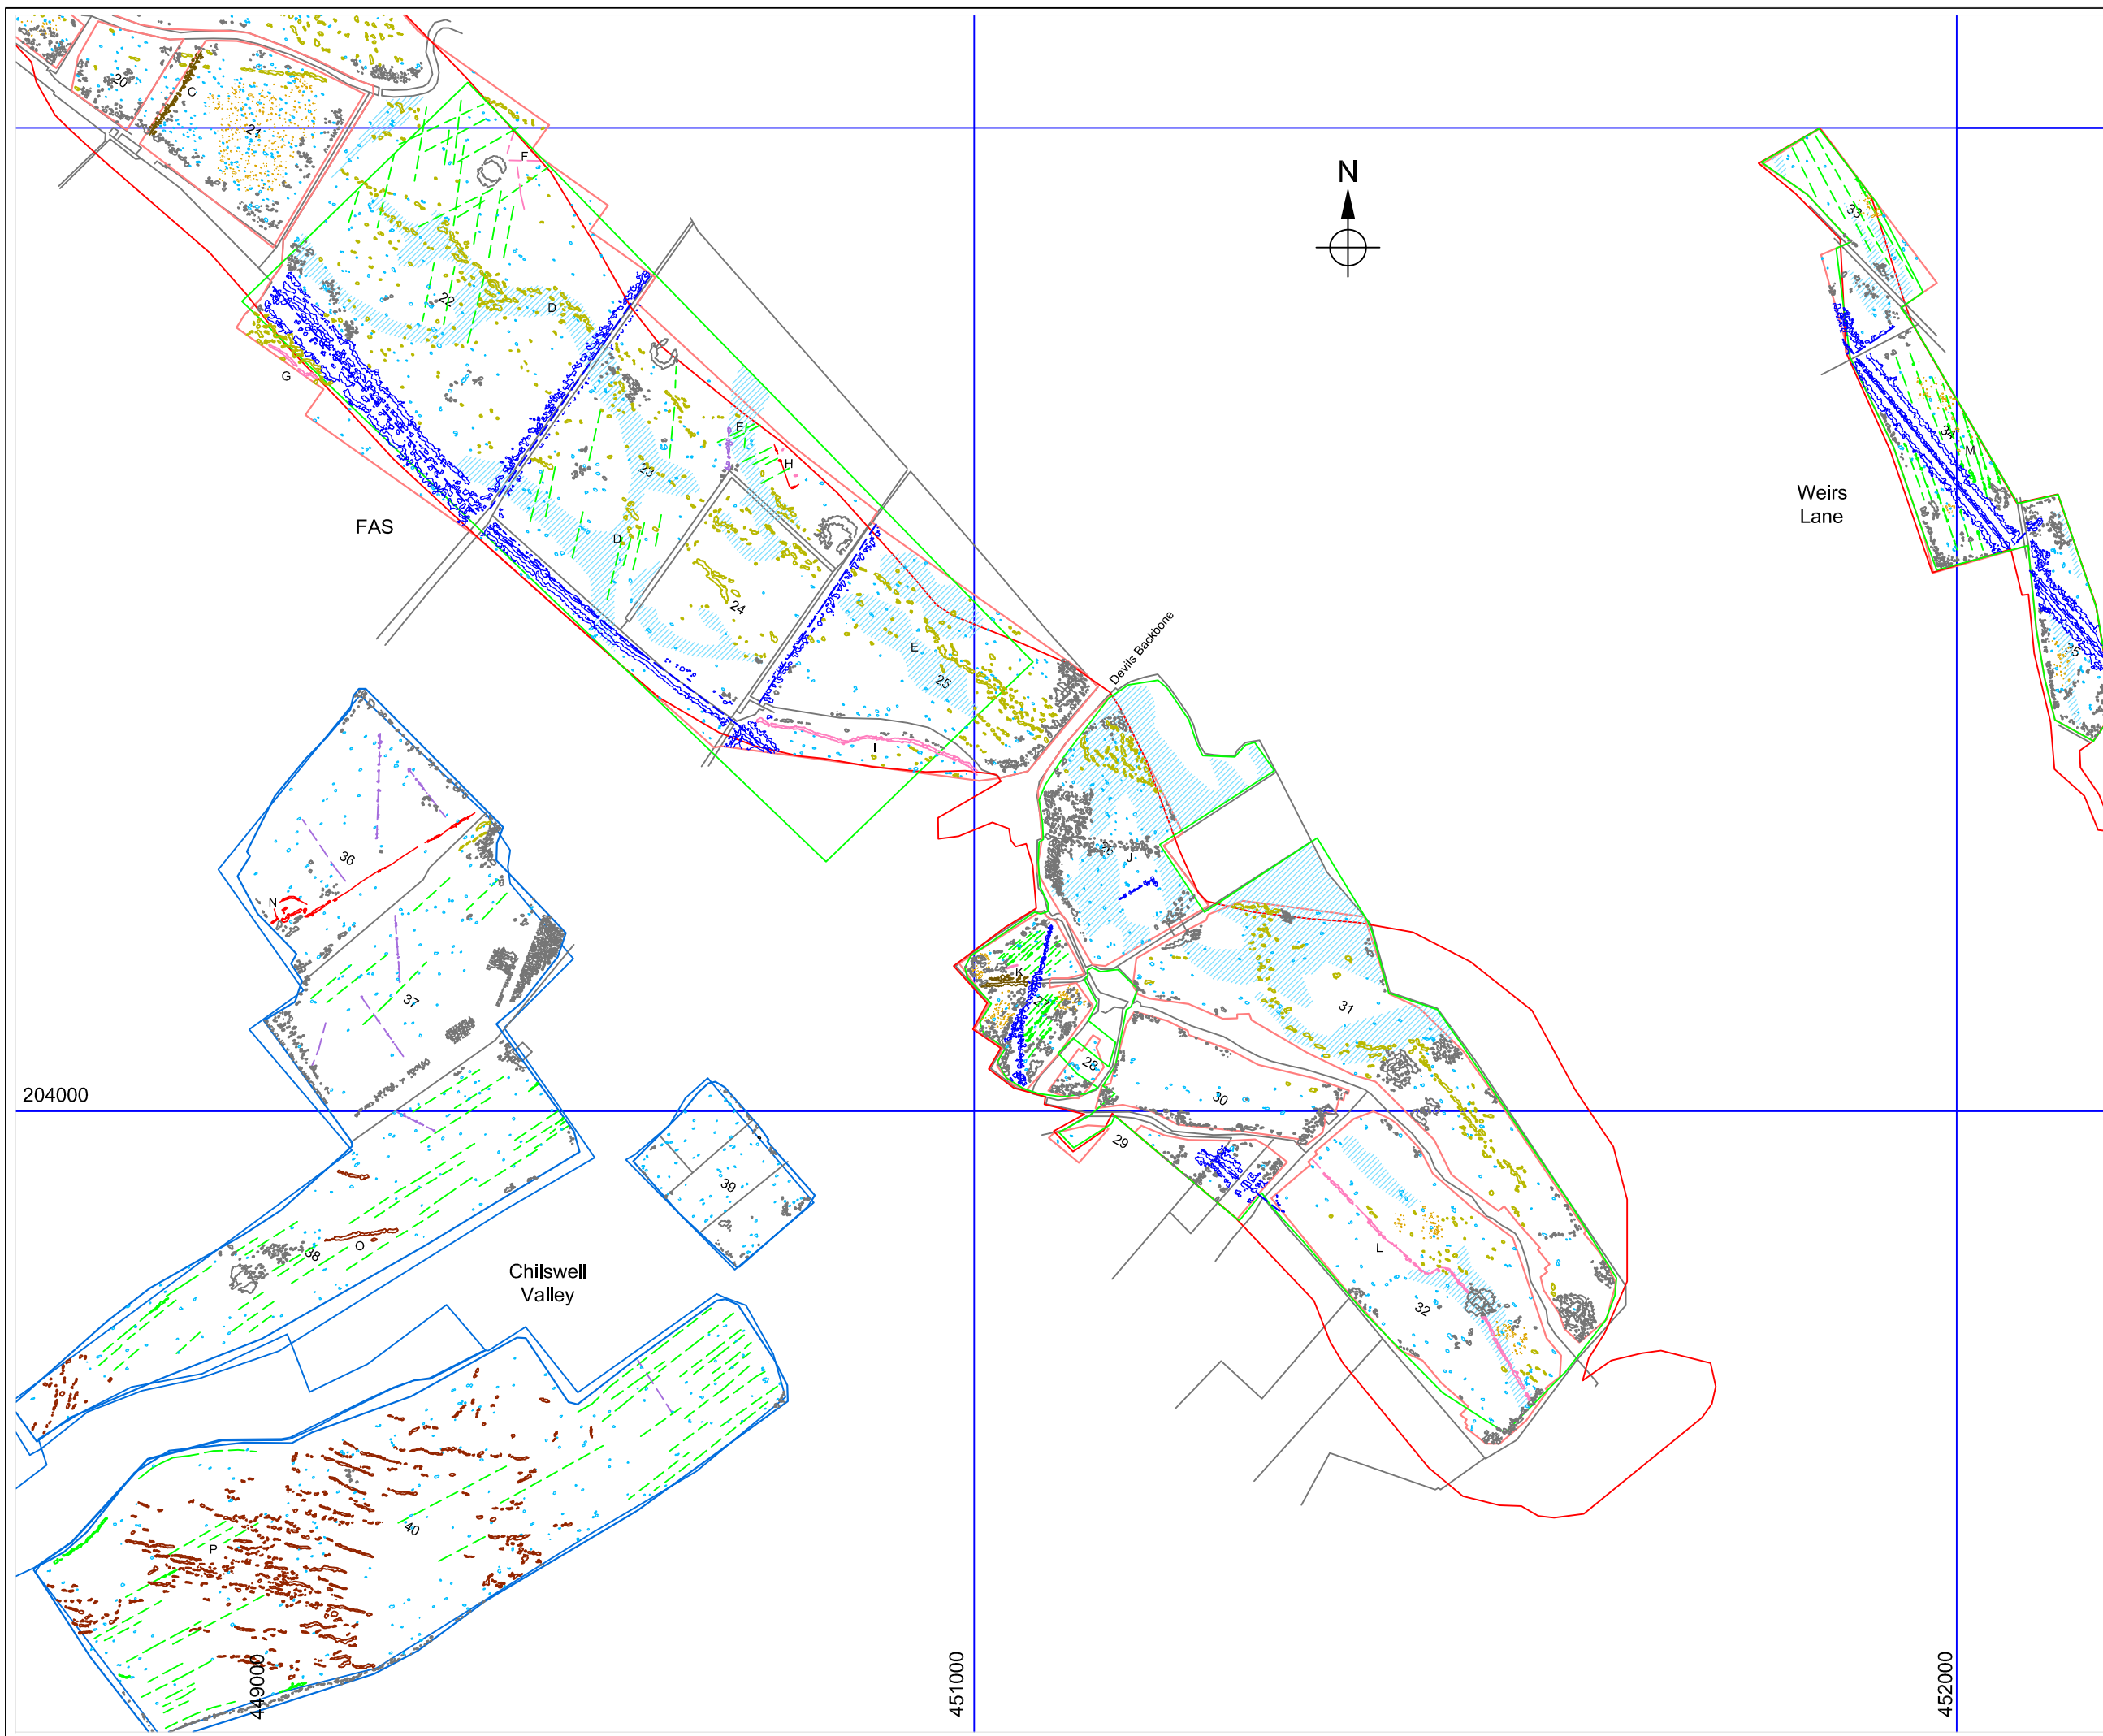 20
C
21
F
N
33
22
D
G
E
H
23
34
M
Weirs
Lane
FAS
D
24
E
25
35
Devils Backbone
I
36
J
N
K
37
31
28
204000
30
29
39
L
O
38
Chilswell
Valley
32
40
P
449000
451000
452000